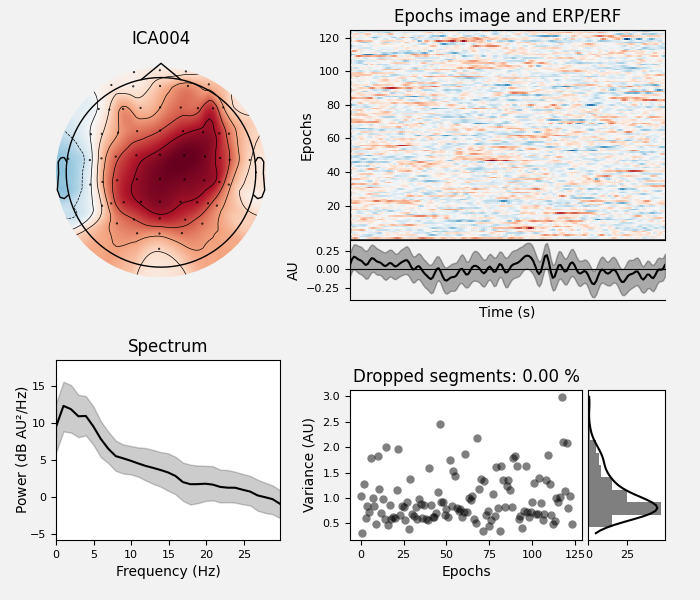 ICA004
Epochs image and ERP/ERF
120
100
80
60
40
20
Epochs
0.25
0.00
−0.25
AU
Time (s)
Spectrum
15
10
5
0
−5
Power (dB AU²/Hz)
0 5 10 15 20 25
Frequency (Hz)
Dropped segments: 0.00 %
3.0
2.5
2.0
1.5
1.0
0.5
Variance (AU)
0 25 50 75 100 125
Epochs
0 25